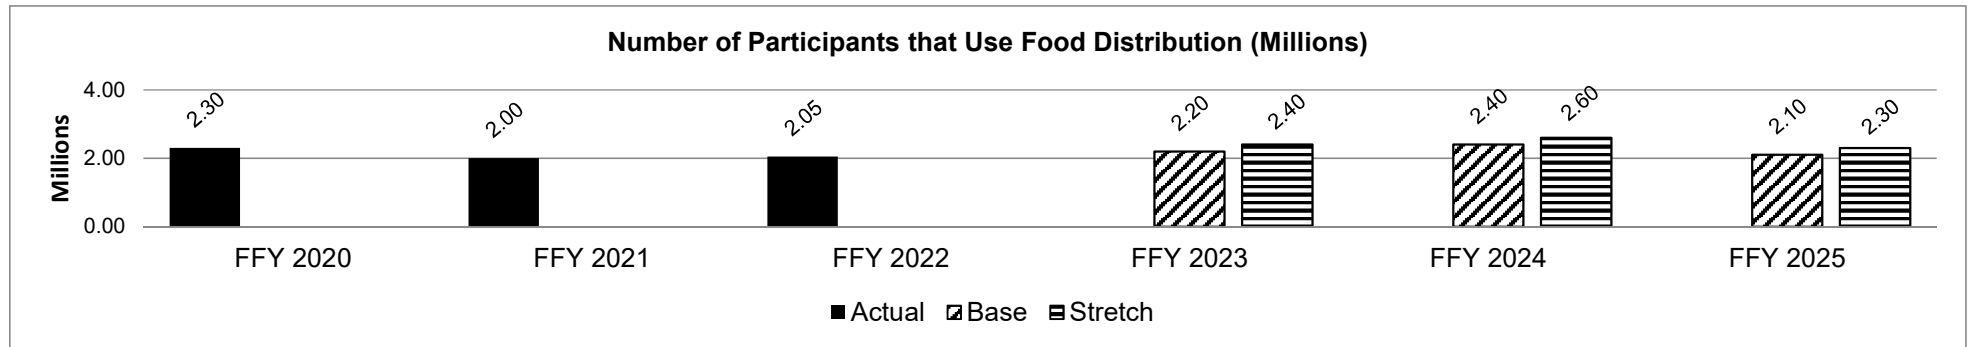 Number of Participants that Use Food Distribution (Millions)
Millions
4.00
2.00
0.00
2.30
2.00
2.05
2.20
2.40
2.40
2.60
2.10
2.30
FFY 2020
FFY 2021
FFY 2022
FFY 2023
FFY 2024
FFY 2025
Actual
Base
Stretch